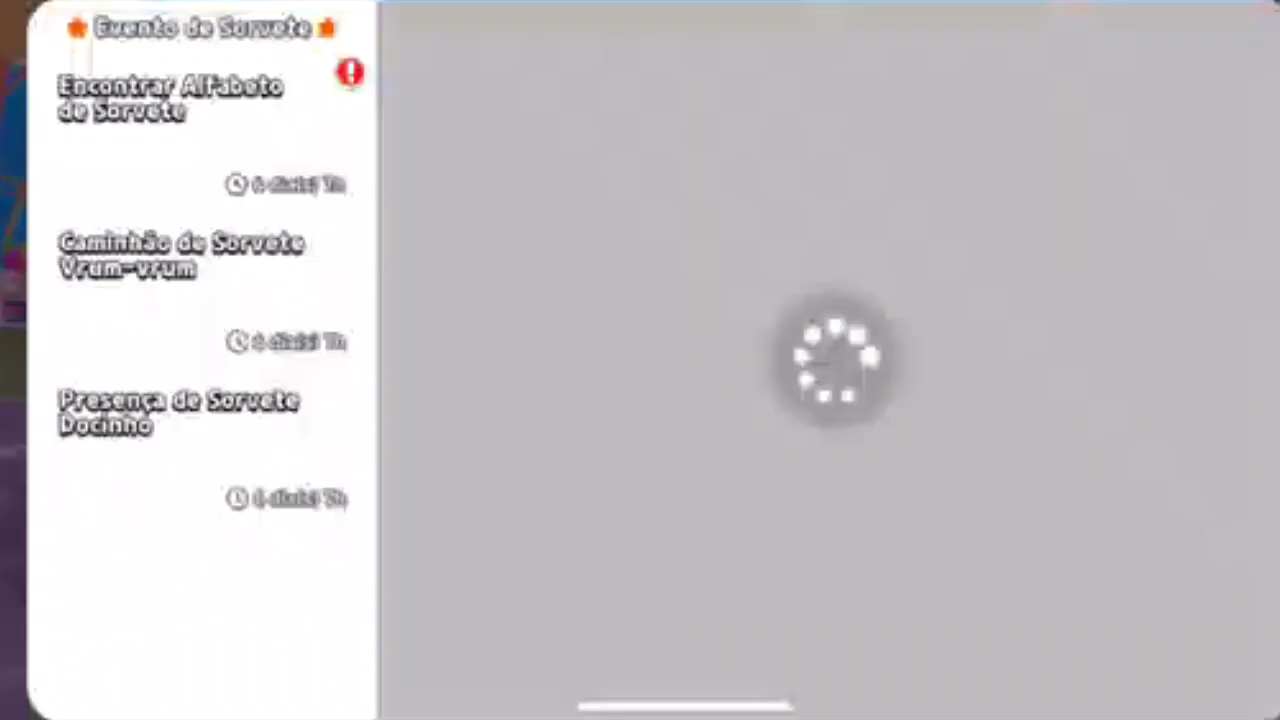 Evento de Sorvete
Encontrar Alfabeto
de Sorvete
Caminhão de Sorvete
Vrum-vrum
Presença de Sorvete
Docinho